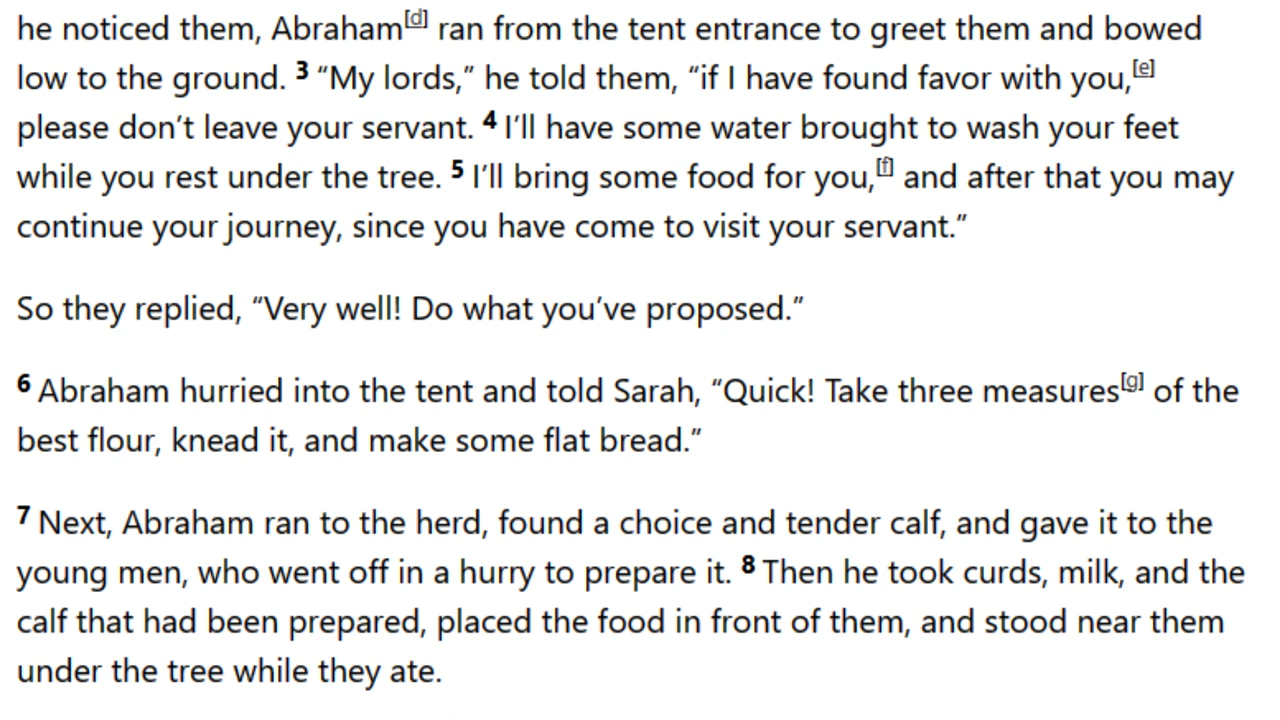 he noticed them, Abraham[d] ran from the tent entrance to greet them and bowed
low to the ground. 3 “My lords,” he told them, “if I have found favor with you,[e]
please don’t leave your servant. 4 I’ll have some water brought to wash your feet
while you rest under the tree. 5 I’ll bring some food for you,[f] and after that you may
continue your journey, since you have come to visit your servant.”
So they replied, “Very well! Do what you’ve proposed.”
6 Abraham hurried into the tent and told Sarah, “Quick! Take three measures[g] of the
best flour, knead it, and make some flat bread.”
7 Next, Abraham ran to the herd, found a choice and tender calf, and gave it to the
young men, who went off in a hurry to prepare it. 8 Then he took curds, milk, and the
calf that had been prepared, placed the food in front of them, and stood near them
under the tree while they ate.